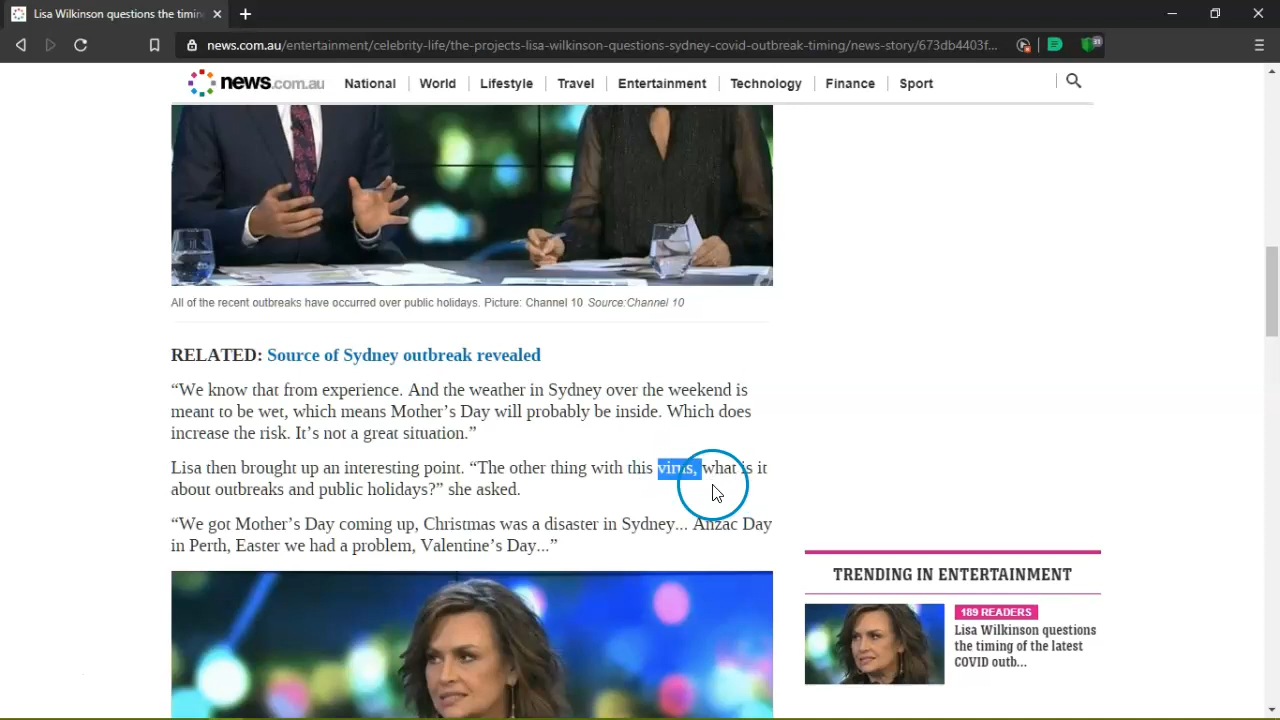 Lisa Wilkinson questions the timin
news.com.au/entertainment/celebrity-life/the-projects-lisa-wilkinson-questions-sydney-covid-outbreak-timing/news-story/673db4403f...
31
news.com.au National World Lifestyle Travel Entertainment Technology Finance Sport
All of the recent outbreaks have occurred over public holidays. Picture: Channel 10 Source:Channel 10
RELATED: Source of Sydney outbreak revealed
“We know that from experience. And the weather in Sydney over the weekend is
meant to be wet, which means Mother’s Day will probably be inside. Which does
increase the risk. It’s not a great situation.”
Lisa then brought up an interesting point. “The other thing with this virus, what is it
about outbreaks and public holidays?” she asked.
“We got Mother’s Day coming up, Christmas was a disaster in Sydney... Anzac Day
in Perth, Easter we had a problem, Valentine’s Day...”
TRENDING IN ENTERTAINMENT
189 READERS
Lisa Wilkinson questions
the timing of the latest
COVID outb...